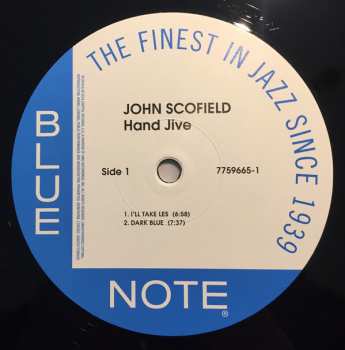 THE FINEST IN JAZZ SINCE 1939
JOHN SCOFIELD
Hand Jive
Side 1
7759665-1
1. I'LL TAKE LES (6:58)
2. DARK BLUE (7:37)
BLUE
NOTE®